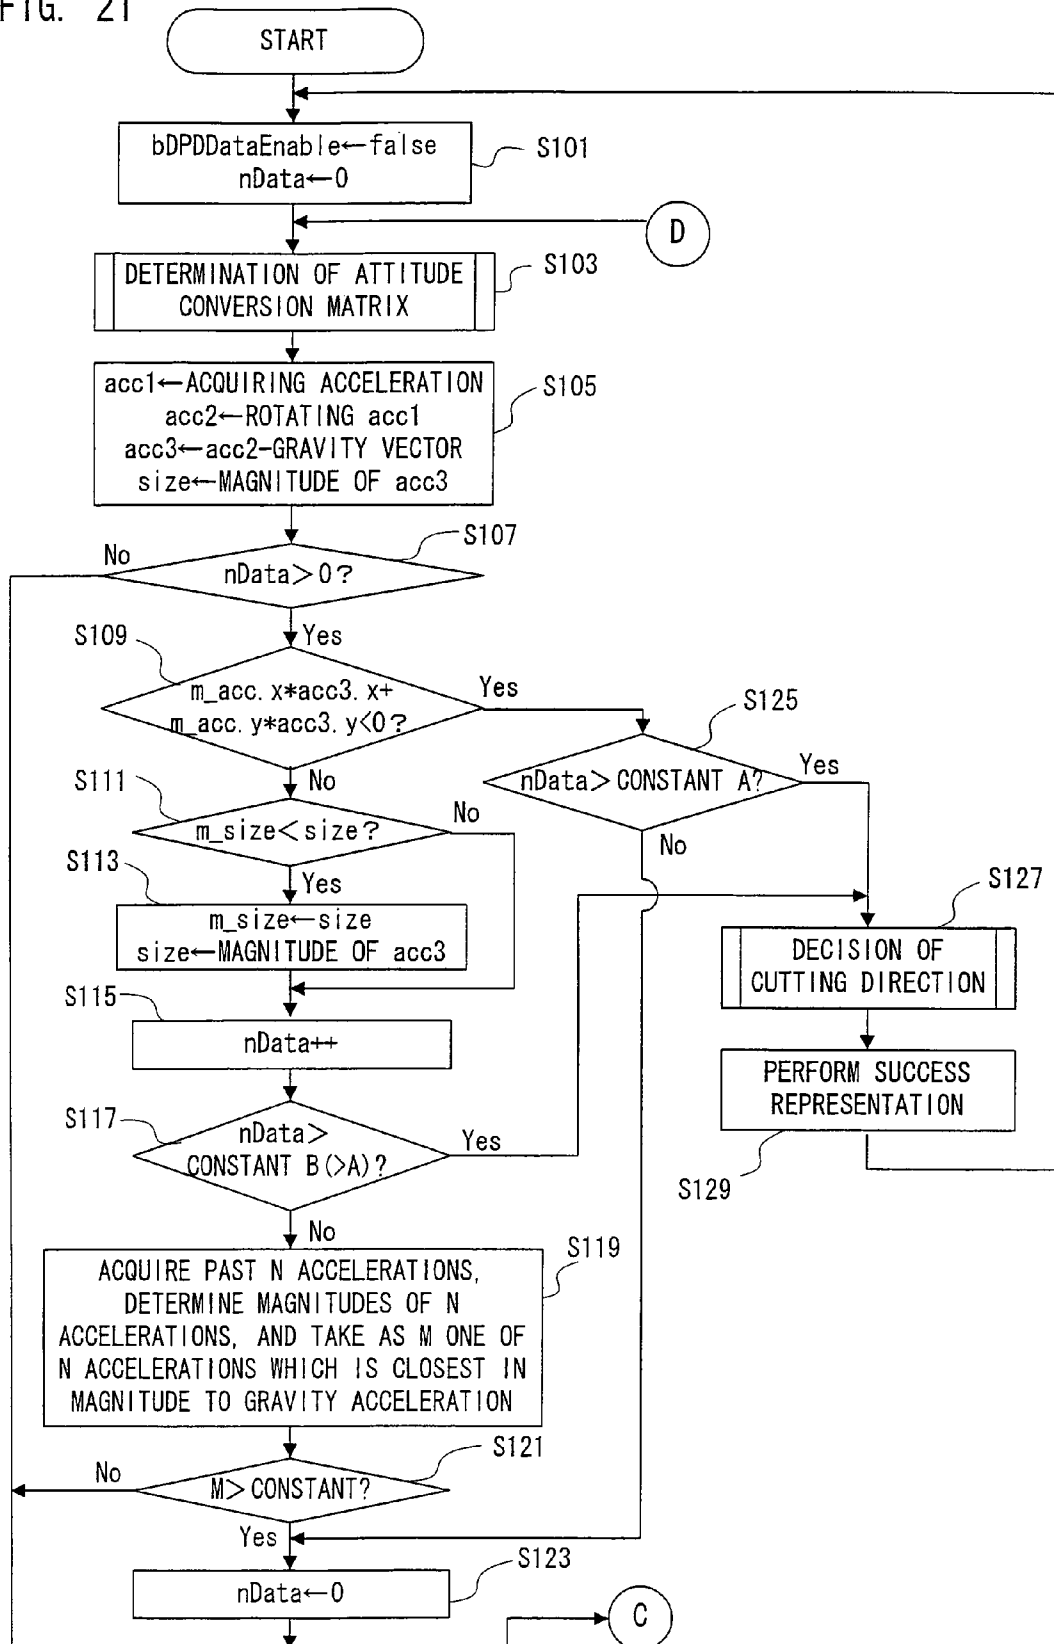 FIG. 21
START
bDPDDataEnable←false
nData←0
S101
D
DETERMINATION OF ATTITUDE
CONVERSION MATRIX
S103
acc1←ACQUIRING ACCELERATION
acc2←ROTATING acc1
acc3←acc2-GRAVITY VECTOR
size←MAGNITUDE OF acc3
S105
S107
No
nData>0?
Yes
S109
m_acc.x*acc3.x+
m_acc.y*acc3.y<0?
Yes
No
S125
nData>CONSTANT A?
Yes
No
S111
m_size<size?
No
Yes
S113
m_size←size
size←MAGNITUDE OF acc3
S127
DECISION OF
CUTTING DIRECTION
S115
nData++
PERFORM SUCCESS
REPRESENTATION
S129
S117
nData>
CONSTANT B(>A)?
Yes
No
S119
ACQUIRE PAST N ACCELERATIONS,
DETERMINE MAGNITUDES OF N
ACCELERATIONS, AND TAKE AS M ONE OF
N ACCELERATIONS WHICH IS CLOSEST IN
MAGNITUDE TO GRAVITY ACCELERATION
S121
No
M>CONSTANT?
Yes
S123
nData←0
C